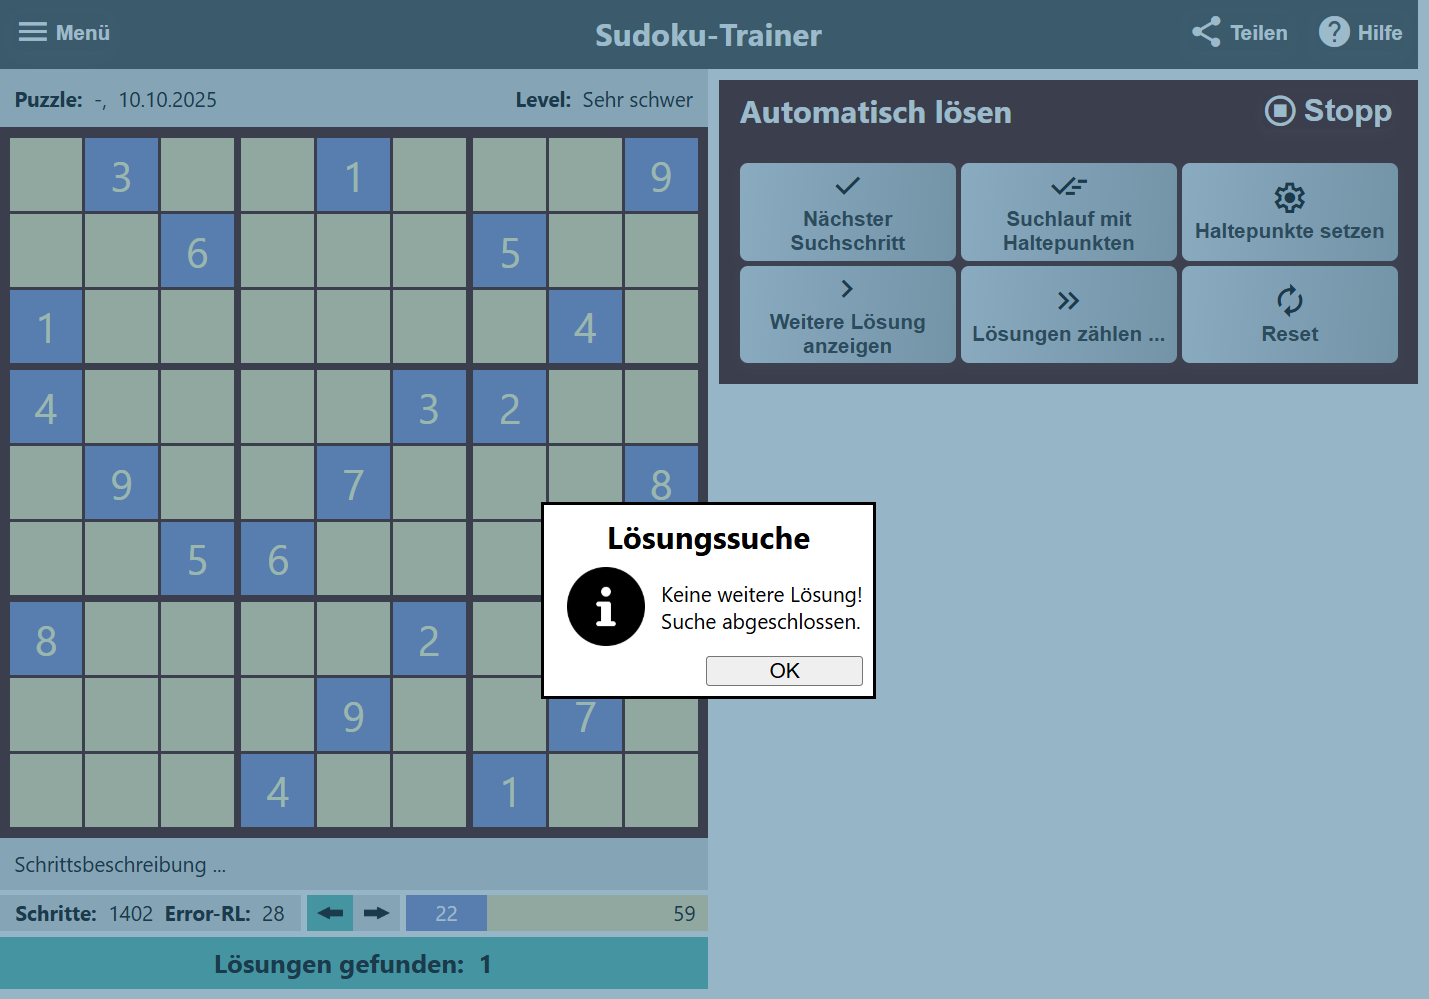 Menü
Sudoku-Trainer
Teilen
Hilfe
Puzzle: -, 10.10.2025
Level: Sehr schwer
3 1 9
6 5
1 4
4 3 2
9 7 8
5 6
8 2
9 7
4 1
Schrittsbeschreibung ...
Schritte: 1402 Error-RL: 28
22 59
Lösungen gefunden: 1
Automatisch lösen
Stopp
Nächster
Suchschritt
Suchlauf mit
Haltepunkten
Haltepunkte setzen
Weitere Lösung
anzeigen
Lösungen zählen ...
Reset
Lösungssuche
Keine weitere Lösung!
Suche abgeschlossen.
OK